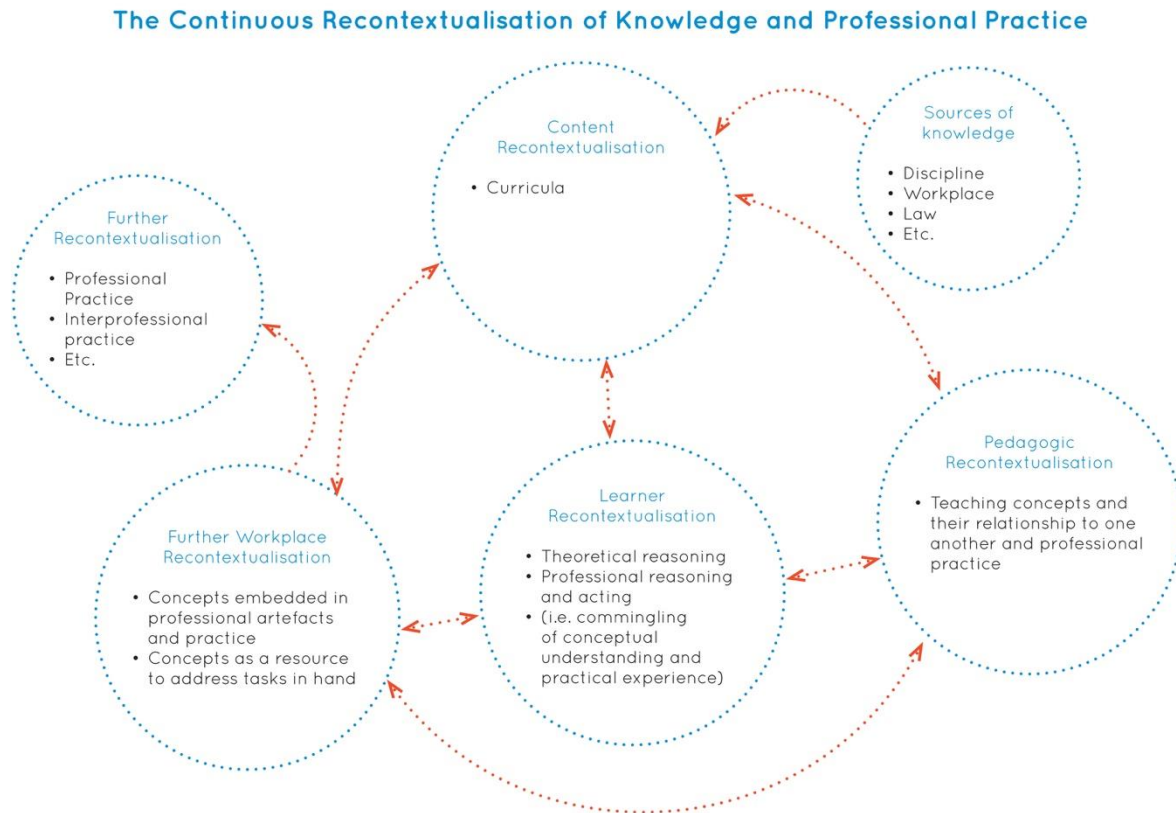 The Continuous Recontextualisation of Knowledge and Professional Practice
Content
Recontextualisation
• Curricula
Sources of
knowledge
• Discipline
• Workplace
• Law
• Etc.
Further
Recontextualisation
• Professional
Practice
• Interprofessional
practice
• Etc.
Pedagogic
Recontextualisation
• Teaching concepts and
their relationship to one
another and professional
practice
Learner
Recontextualisation
• Theoretical reasoning
• Professional reasoning
and acting
• (i.e. commingling
of conceptual
understanding and
practical experience)
Further Workplace
Recontextualisation
• Concepts embedded in
professional artefacts
and practice
• Concepts as a resource
to address tasks in hand